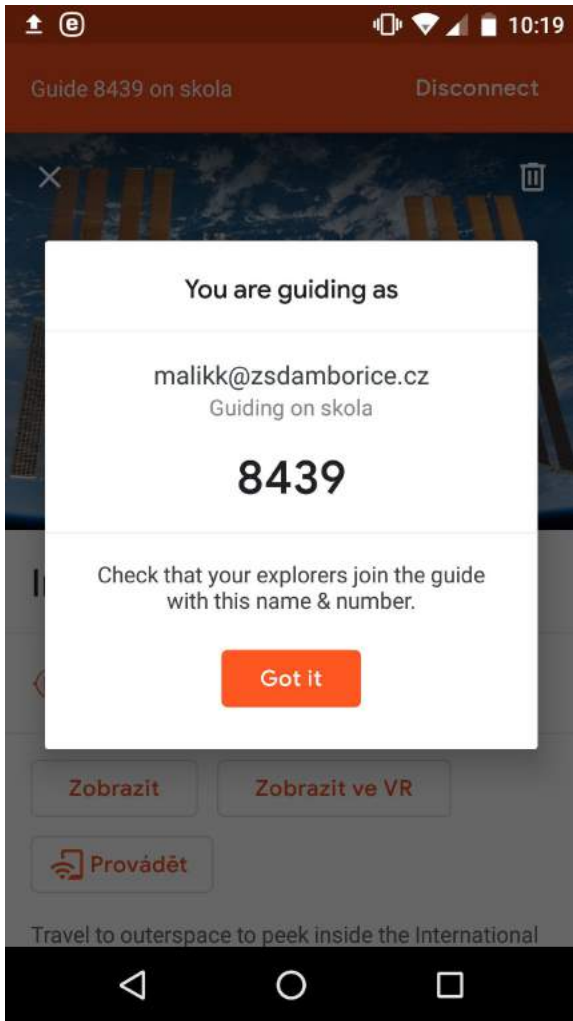 10:19
Guide 8439 on skola
Disconnect
You are guiding as
malikk@zsdamborice.cz
Guiding on skola
8439
Check that your explorers join the guide
with this name & number.
Got it
Zobrazit
Zobrazit ve VR
Provádět
Travel to outerspace to peek inside the International